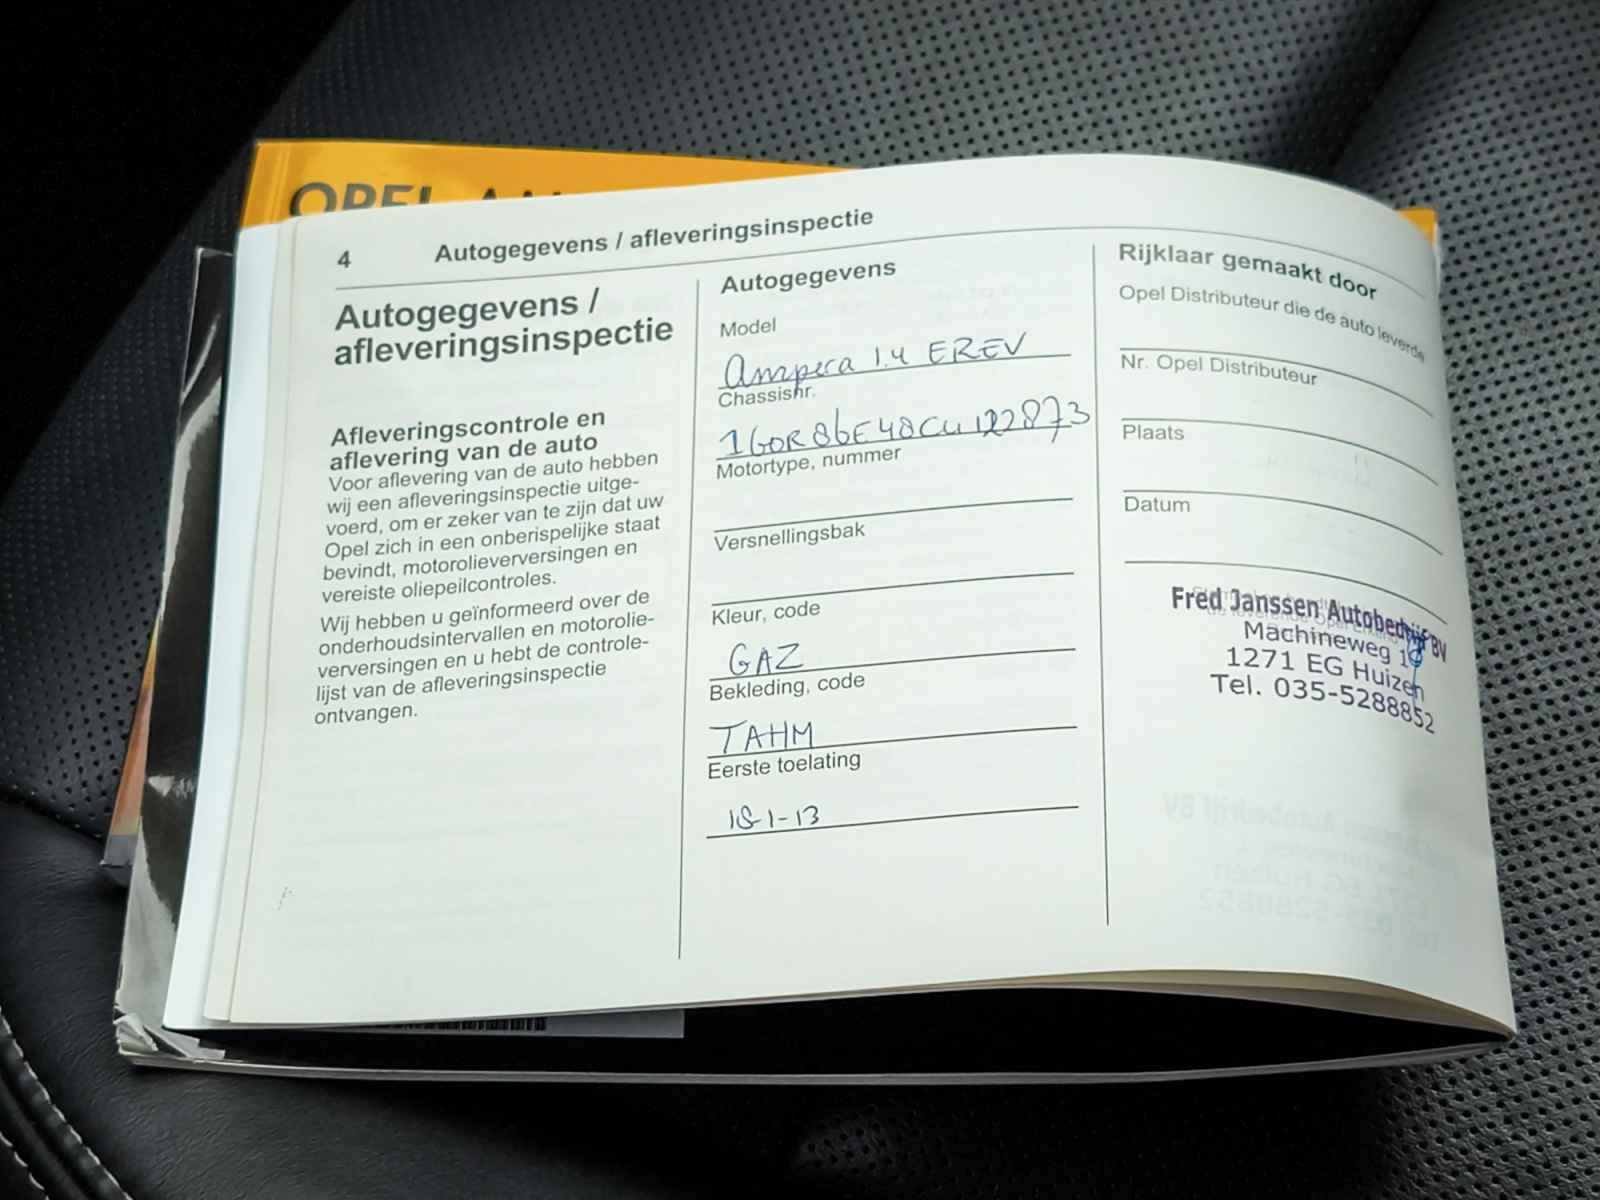 OPEL AM
4 Autogegevens / afleveringsinspectie
Autogegevens /
afleveringsinspectie
Afleveringscontrole en
aflevering van de auto
Voor aflevering van de auto hebben
wij een afleveringsinspectie uitge-
voerd, om er zeker van te zijn dat uw
Opel zich in een onberispelijke staat
bevindt, motorolieverversingen en
vereiste oliepeilcontroles.
Wij hebben u geïnformeerd over de
onderhoudsintervallen en motorolie-
verversingen en u hebt de controle-
lijst van de afleveringsinspectie
ontvangen.
Autogegevens
Model
Ampera 1.4 EREV
Chassisnr.
1G0R86E48CU122873
Motortype, nummer
Versnellingsbak
Kleur, code
GAZ
Bekleding, code
TAHM
Eerste toelating
18-1-13
Rijklaar gemaakt door
Opel Distributeur die de auto leverde
Nr. Opel Distributeur
Plaats
Datum
Fred Janssen Autobedrijf BV
Machineweg 10
1271 EG Huizen
Tel. 035-5288852